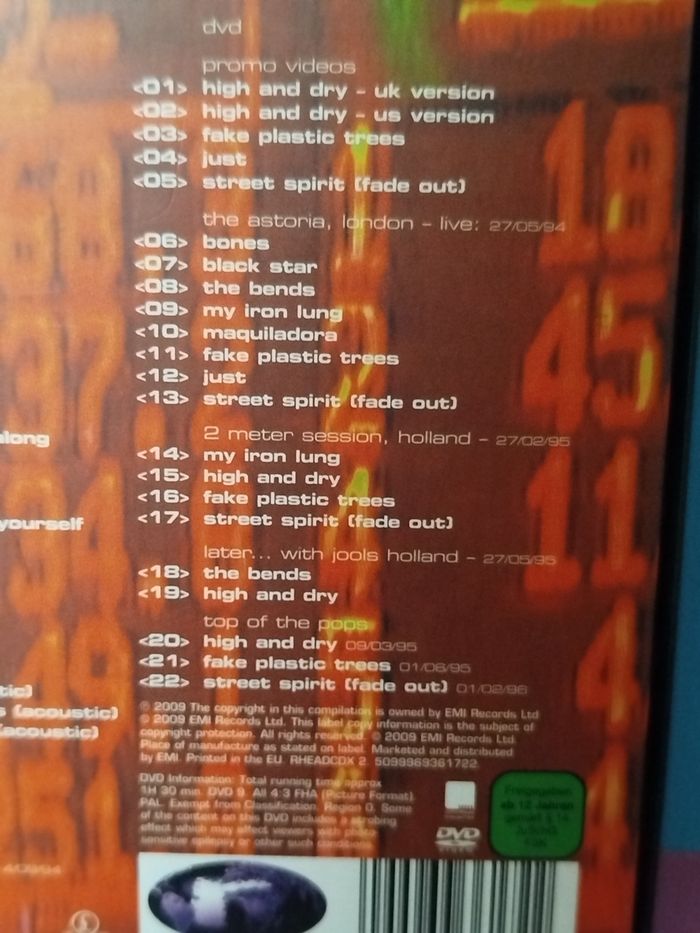 dvd
promo videos
<01> high and dry - uk version
<02> high and dry - us version
<03> fake plastic trees
<04> just
<05> street spirit (fade out)
the astoria, london - live: 27/05/94
<06> bones
<07> black star
<08> the bends
<09> my iron lung
<10> maquiladora
<11> fake plastic trees
<12> just
<13> street spirit (fade out)
2 meter session, holland - 27/02/95
<14> my iron lung
<15> high and dry
<16> fake plastic trees
<17> street spirit (fade out)
later... with jools holland - 27/05/95
<18> the bends
<19> high and dry
top of the pops
<20> high and dry 09/03/95
<21> fake plastic trees 01/06/95
<22> street spirit (fade out) 01/02/96
along
yourself
tic)
s (acoustic)
(acoustic)
℗ 2009 The copyright in this compilation is owned by EMI Records Ltd
© 2009 EMI Records Ltd. This label copy information is the subject of
copyright protection. All rights reserved. © 2009 EMI Records Ltd.
Place of manufacture as stated on label. Marketed and distributed
by EMI. Printed in the EU. RHEADCDX 2. 5099969361722.
DVD Information: Total running time approx
1H 30 min. DVD 9. All 4:3 FHA (Picture Format).
PAL. Exempt from Classification. Region 0. Some
of the content on this DVD includes a strobing
effect which may affect viewers with photo-
sensitive epilepsy or other such conditions.
DVD
VIDEO
Freigegeben
ab 12 Jahren
gemäß § 14
JuSchG
FSK
18
45
11
4